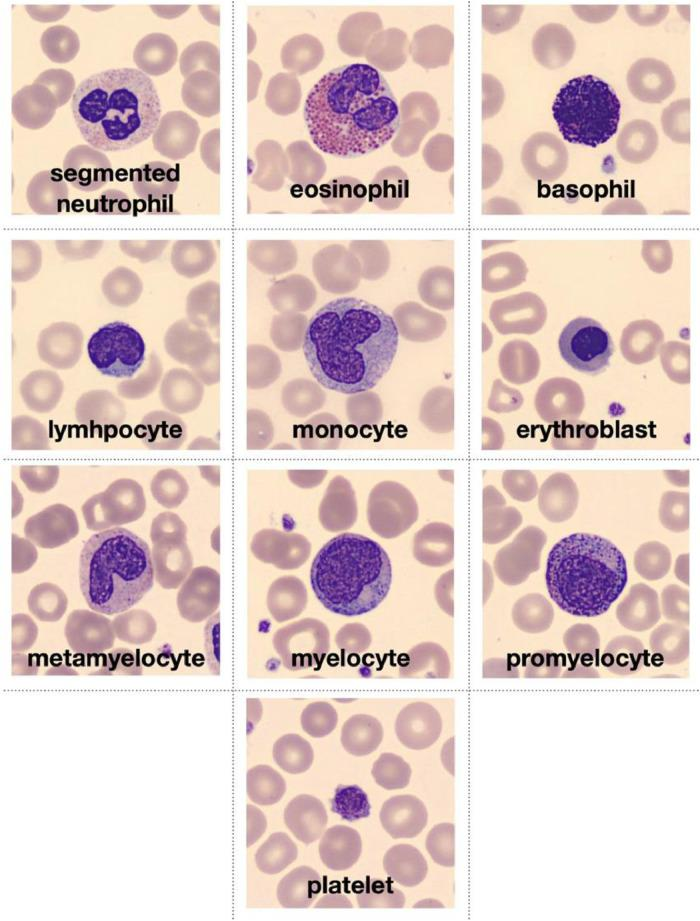 segmented
neutrophil
eosinophil
basophil
lymhpocyte
monocyte
erythroblast
metamyelocyte
myelocyte
promyelocyte
platelet